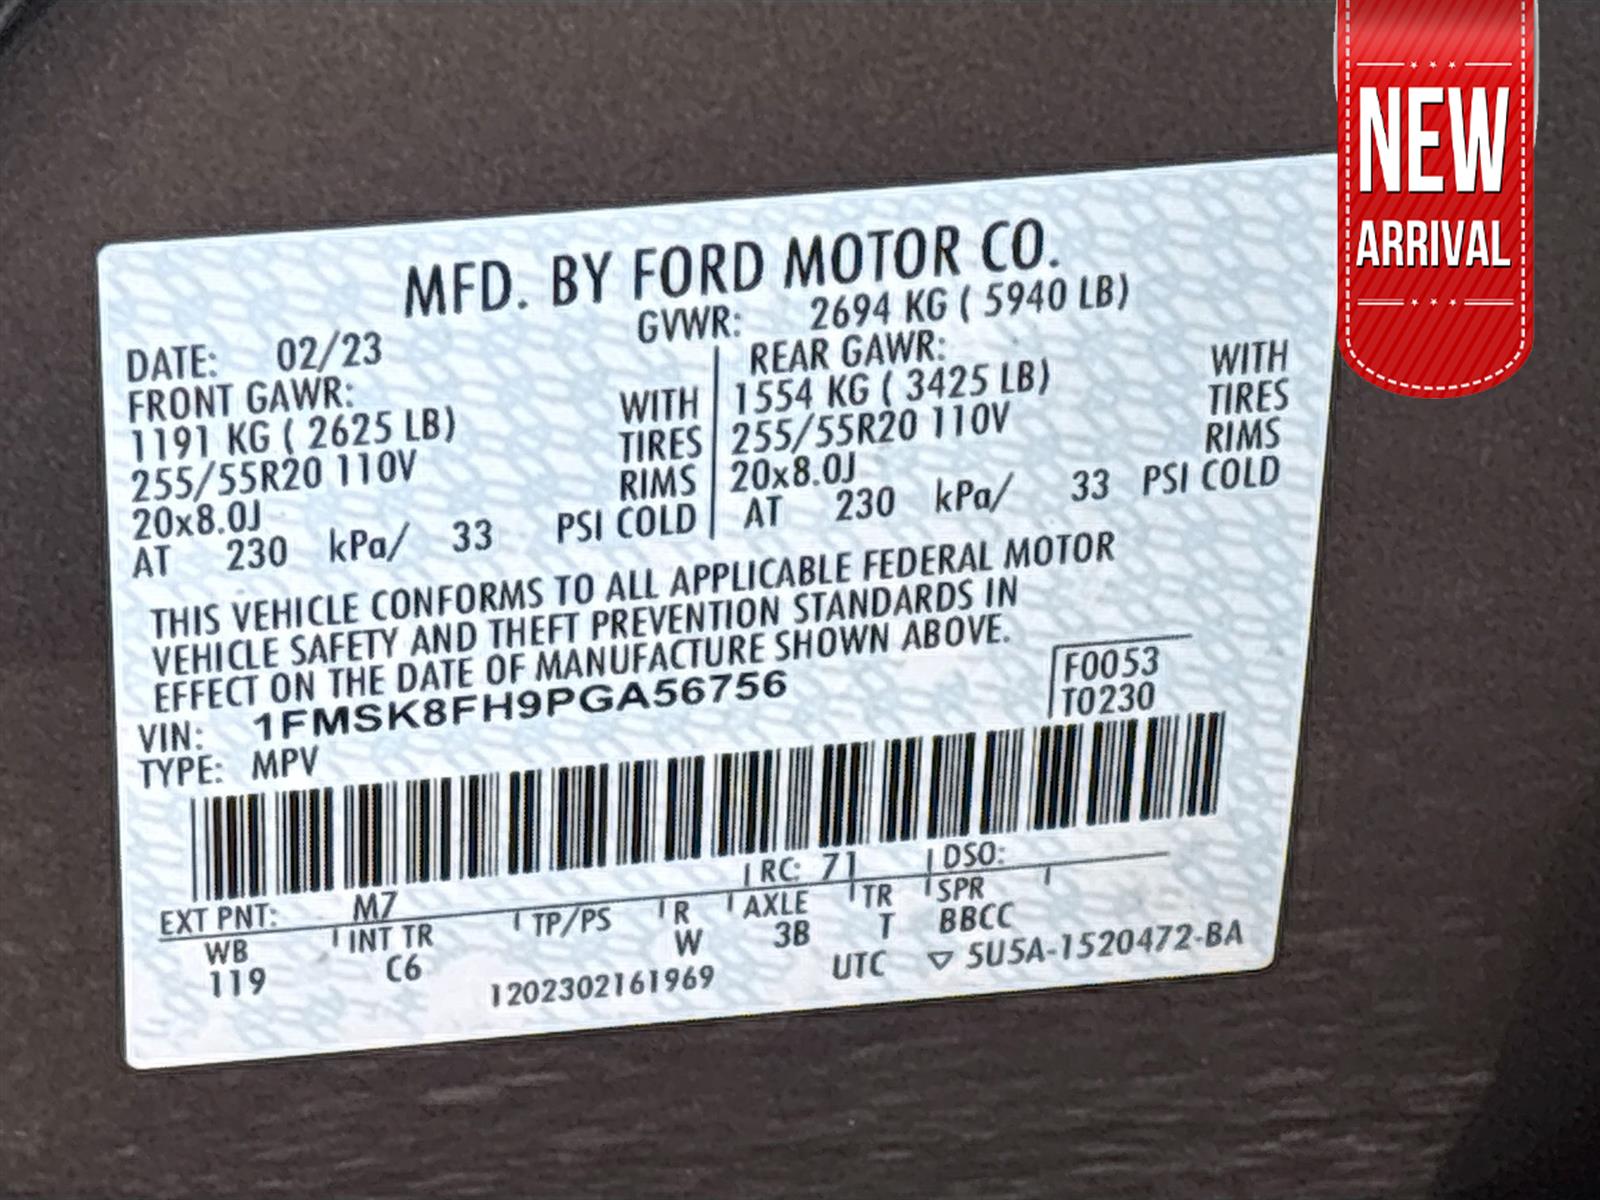 NEW
ARRIVAL
MFD. BY FORD MOTOR CO.
DATE: 02/23
GVWR: 2694 KG ( 5940 LB)
FRONT GAWR:
1191 KG ( 2625 LB) WITH
255/55R20 110V TIRES
20x8.0J RIMS
AT 230 kPa/ 33 PSI COLD
REAR GAWR:
1554 KG ( 3425 LB) WITH
255/55R20 110V TIRES
20x8.0J RIMS
AT 230 kPa/ 33 PSI COLD
THIS VEHICLE CONFORMS TO ALL APPLICABLE FEDERAL MOTOR
VEHICLE SAFETY AND THEFT PREVENTION STANDARDS IN
EFFECT ON THE DATE OF MANUFACTURE SHOWN ABOVE.
VIN: 1FMSK8FH9PGA56756
F0053
T0230
TYPE: MPV
EXT PNT: M7 RC: 71 DSO:
WB INT TR TP/PS R AXLE TR SPR
119 C6 W 3B T BBCC
1202302161969 UTC ▽ 5U5A-1520472-BA